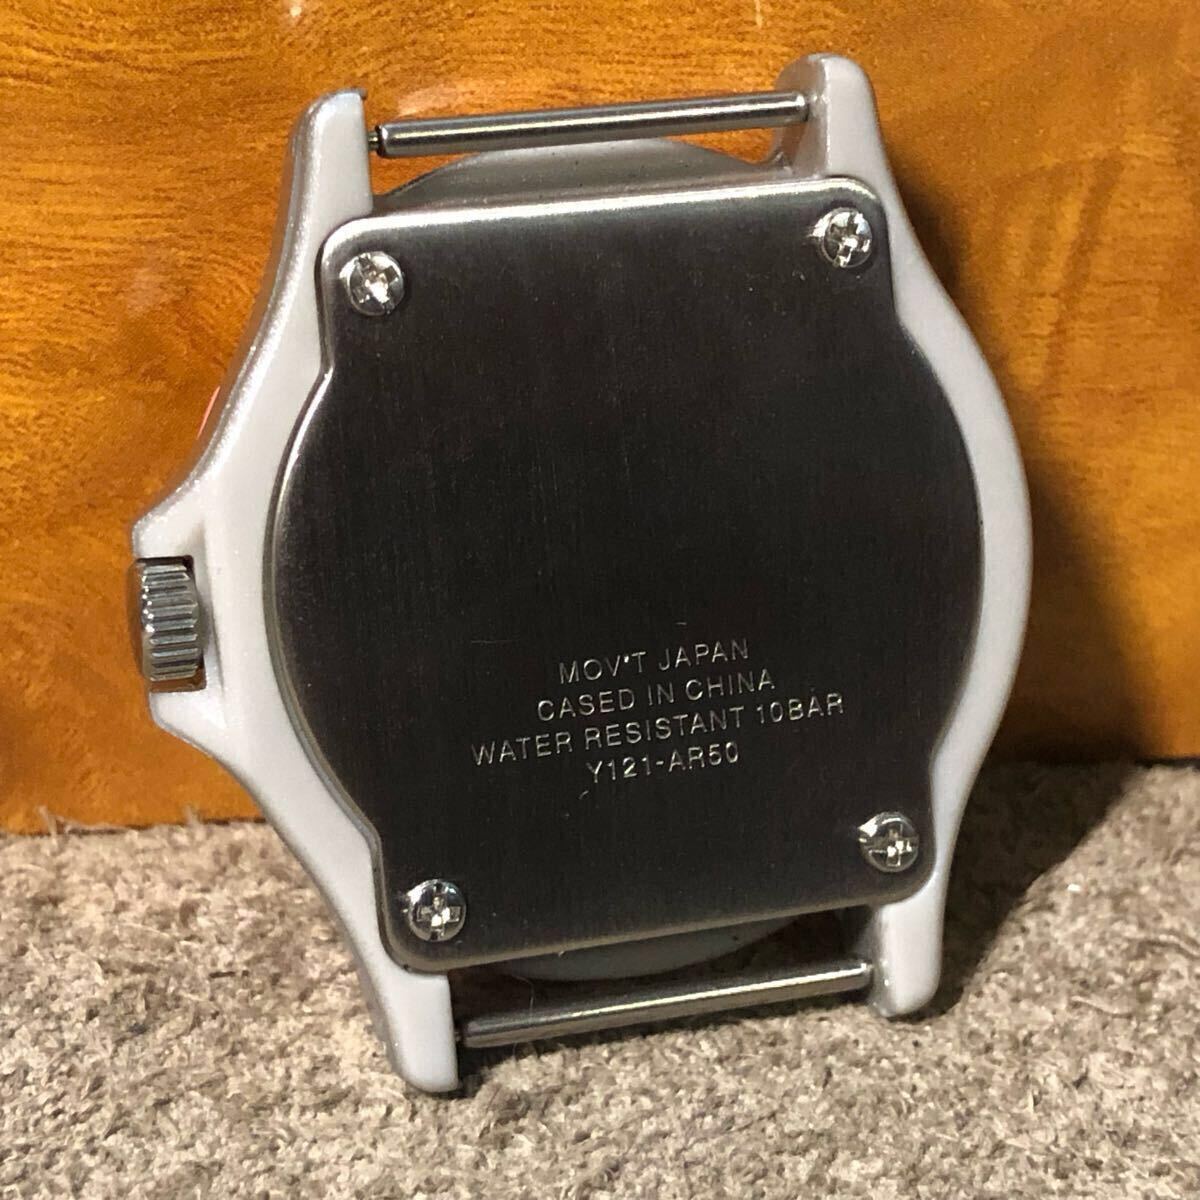 MOV'T JAPAN
CASED IN CHINA
WATER RESISTANT 10BAR
Y121-AR50